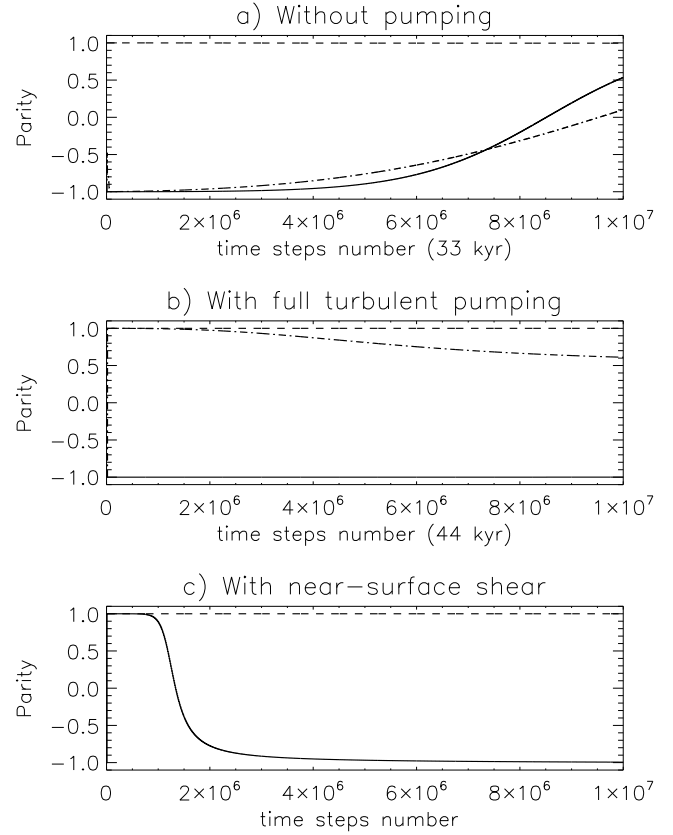 a) Without pumping
1.0
0.5
0.0
−0.5
−1.0
Parity
0 2×10⁶ 4×10⁶ 6×10⁶ 8×10⁶ 1×10⁷
time steps number (33 kyr)
b) With full turbulent pumping
1.0
0.5
0.0
−0.5
−1.0
Parity
0 2×10⁶ 4×10⁶ 6×10⁶ 8×10⁶ 1×10⁷
time steps number (44 kyr)
c) With near−surface shear
1.0
0.5
0.0
−0.5
−1.0
Parity
0 2×10⁶ 4×10⁶ 6×10⁶ 8×10⁶ 1×10⁷
time steps number